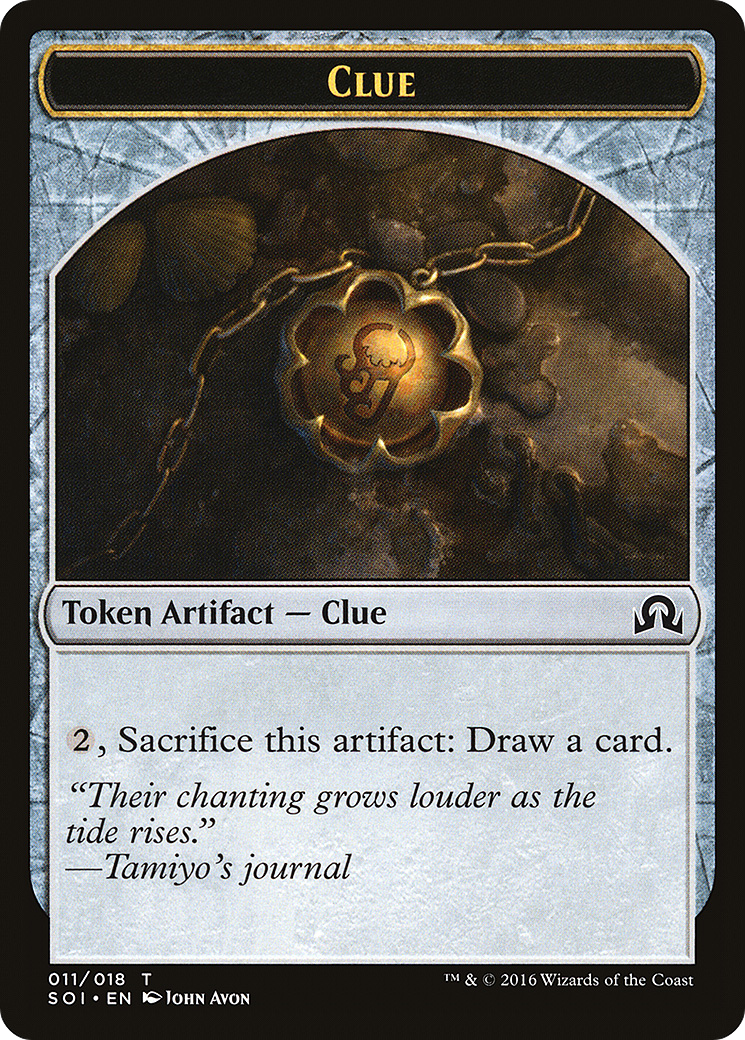 Clue
Token Artifact — Clue
2, Sacrifice this artifact: Draw a card.
“Their chanting grows louder as the
tide rises.”
—Tamiyo’s journal
011/018 T
SOI • EN John Avon
™ & © 2016 Wizards of the Coast